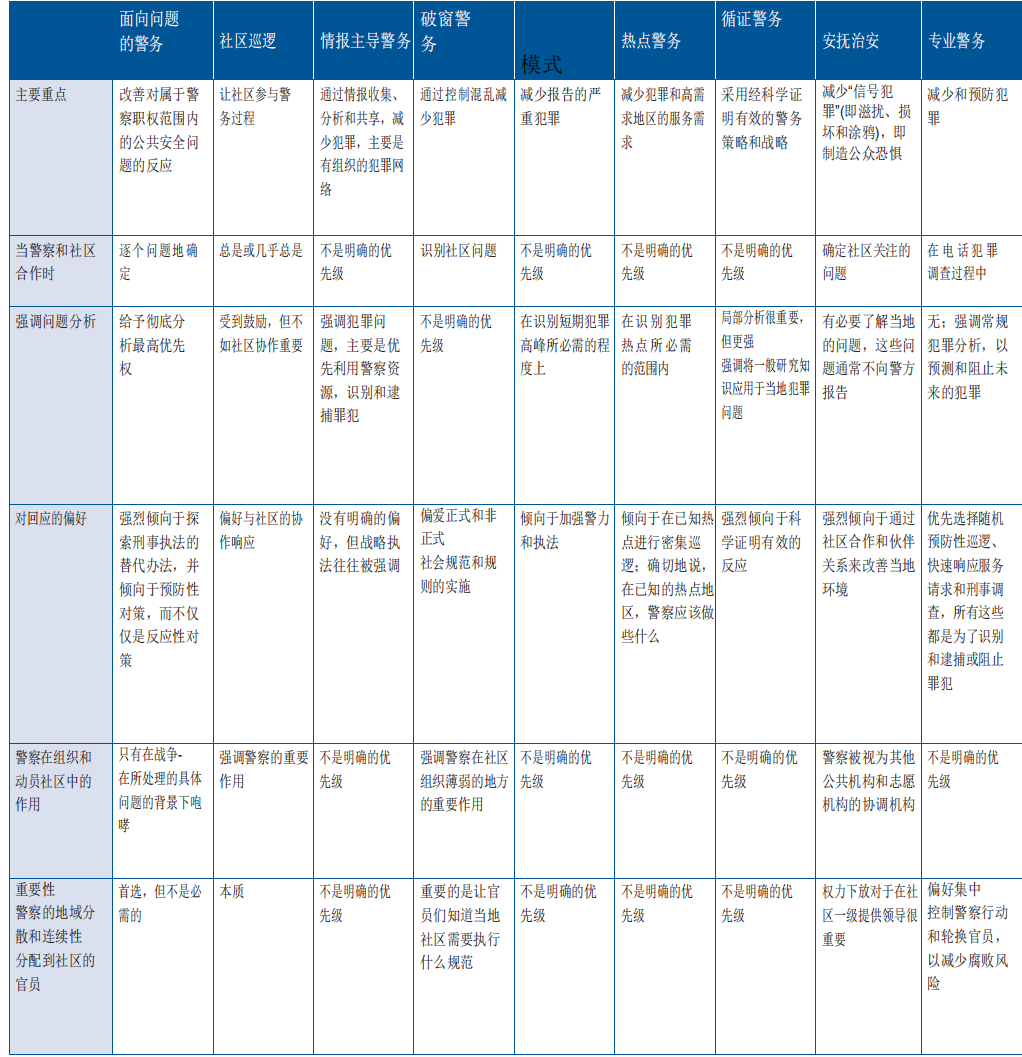 面向问题
的警务
社区巡逻
情报主导警务
破窗警
务
模式
热点警务
循证警务
安抚治安
专业警务
主要重点
改善对属于警
察职权范围内
的公共安全问
题的反应
让社区参与警
务过程
通过情报收集、
分析和共享，减
少犯罪，主要是
有组织的犯罪网
络
通过控制混乱减
少犯罪
减少报告的严
重犯罪
减少犯罪和高需
求地区的服务需
求
采用经科学证
明有效的警务
策略和战略
减少“信号犯
罪”(即滋扰、损
坏和涂鸦)，即
制造公众恐惧
减少和预防犯
罪
当警察和社区
合作时
逐个问题地确
定
总是或几乎总是
不是明确的优
先级
识别社区问题
不是明确的优
先级
不是明确的优
先级
不是明确的优
先级
确定社区关注的
问题
在电话犯罪
调查过程中
强调问题分析
给予彻底分
析最高优先
权
受到鼓励，但不
如社区协作重要
强调犯罪问
题，主要是优
先利用警察资
源，识别和逮
捕罪犯
不是明确的优
先级
在识别短期犯罪
高峰所必需的程
度上
在识别犯罪
热点所必需
的范围内
局部分析很重要，
但更强
强调将一般研究知
识应用于当地犯罪
问题
有必要了解当地
的问题，这些问
题通常不向警方
报告
无；强调常规
犯罪分析，以
预测和阻止未
来的犯罪
对回应的偏好
强烈倾向于探
索刑事执法的
替代办法，并
倾向于预防性
对策，而不仅
仅是反应性对
策
偏好与社区的协
作响应
没有明确的偏
好，但战略执
法往往被强调
偏爱正式和非
正式
社会规范和规
则的实施
倾向于加强警力
和执法
倾向于在已知热
点进行密集巡
逻；确切地说，
在已知的热点地
区，警察应该做
些什么
强烈倾向于科
学证明有效的
反应
强烈倾向于通过
社区合作和伙伴
关系来改善当地
环境
优先选择随机
预防性巡逻、
快速响应服务
请求和刑事调
查，所有这些
都是为了识别
和逮捕或阻止
罪犯
警察在组织和
动员社区中的
作用
只有在战争-
在所处理的具体
问题的背景下咆
哮
强调警察的重要
作用
不是明确的优
先级
强调警察在社区
组织薄弱的地方
的重要作用
不是明确的优
先级
不是明确的优
先级
不是明确的优
先级
警察被视为其他
公共机构和志愿
机构的协调机构
不是明确的优
先级
重要性
警察的地域分
散和连续性
分配到社区的
官员
首选，但不是必
需的
本质
不是明确的优
先级
重要的是让官
员们知道当地
社区需要执行
什么规范
不是明确的优
先级
不是明确的优
先级
不是明确的优
先级
权力下放对于在社
区一级提供领导很
重要
偏好集中
控制警察行动
和轮换官员，
以减少腐败风
险